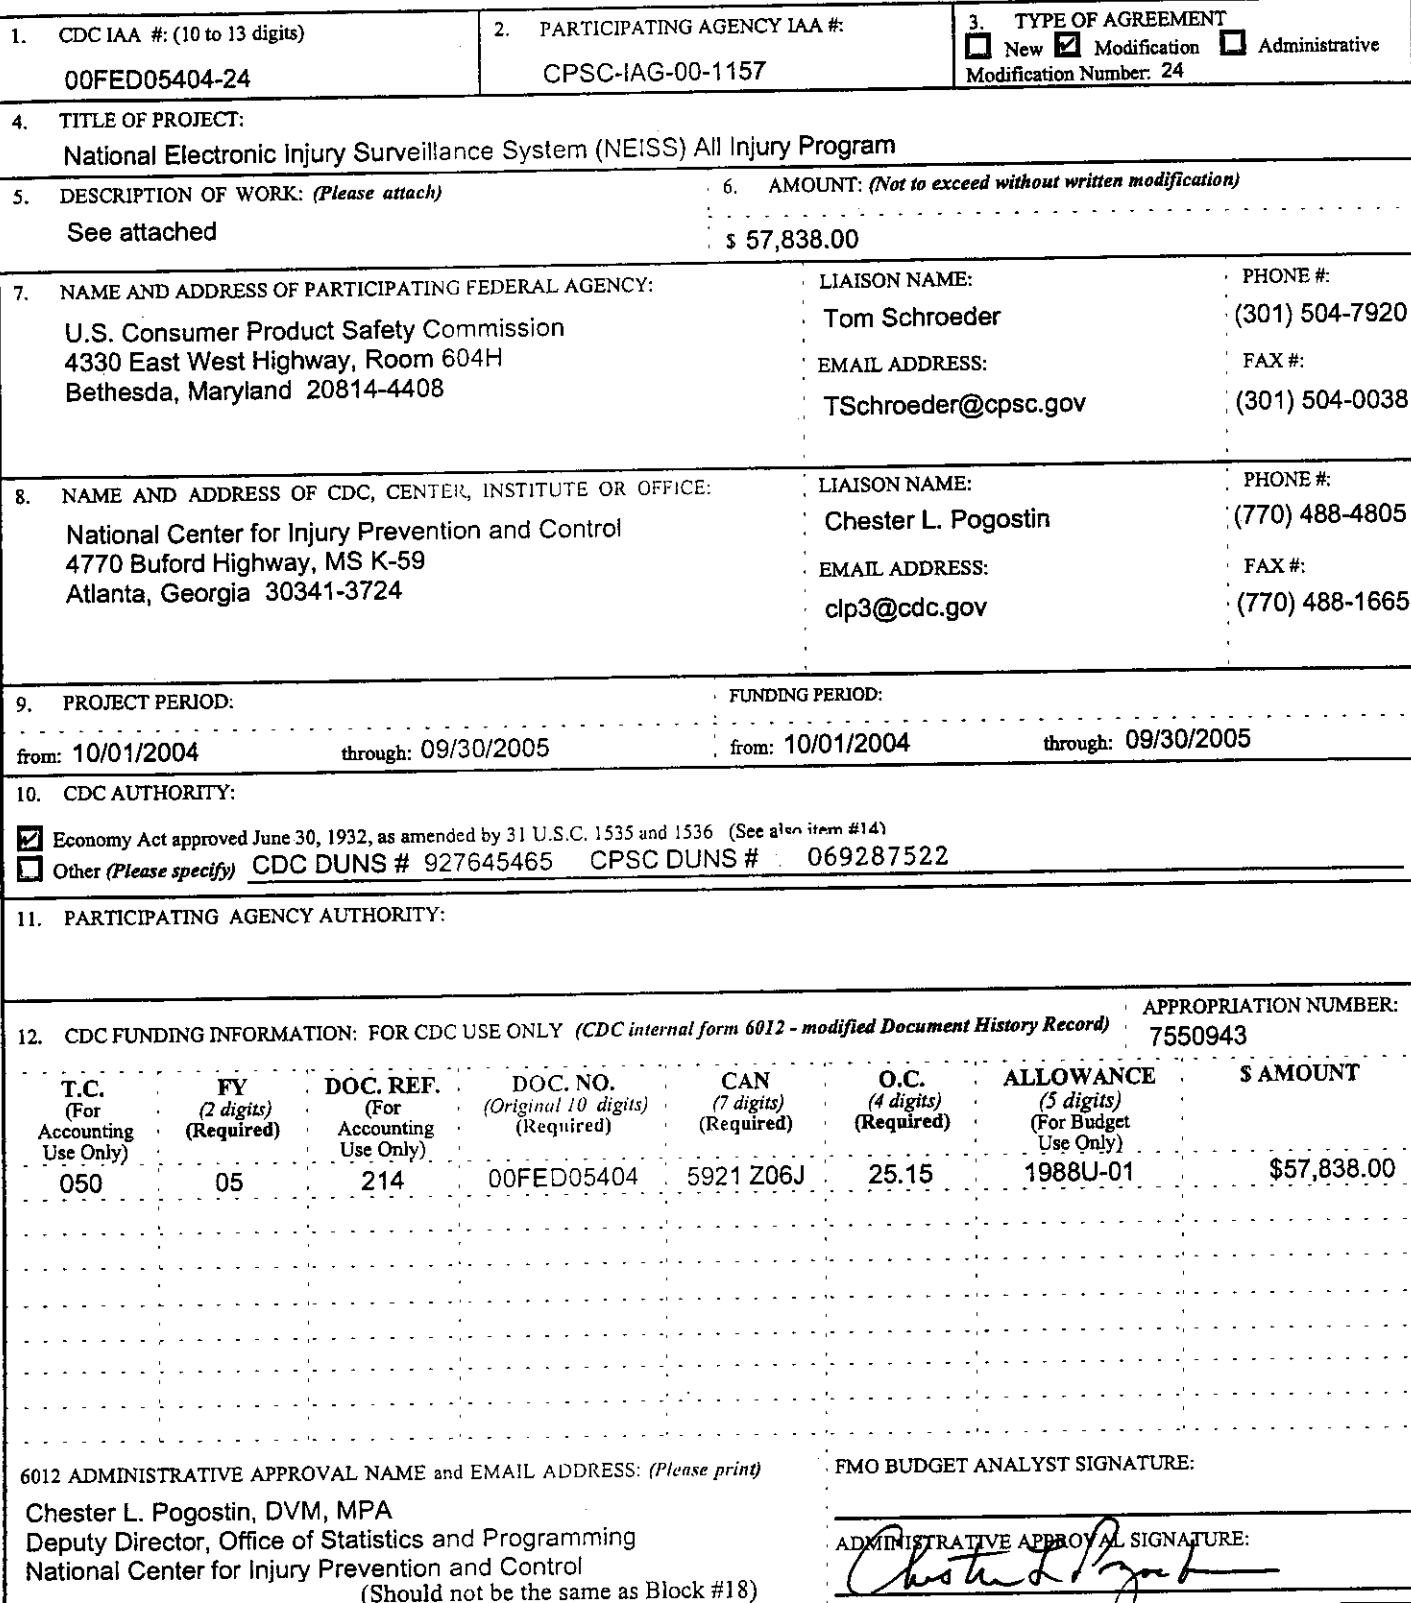 1. CDC IAA #: (10 to 13 digits)
00FED05404-24
2. PARTICIPATING AGENCY IAA #:
CPSC-IAG-00-1157
3. TYPE OF AGREEMENT
New Modification Administrative
Modification Number: 24
4. TITLE OF PROJECT:
National Electronic Injury Surveillance System (NEISS) All Injury Program
5. DESCRIPTION OF WORK: (Please attach)
See attached
6. AMOUNT: (Not to exceed without written modification)
$ 57,838.00
7. NAME AND ADDRESS OF PARTICIPATING FEDERAL AGENCY:
U.S. Consumer Product Safety Commission
4330 East West Highway, Room 604H
Bethesda, Maryland 20814-4408
LIAISON NAME:
Tom Schroeder
EMAIL ADDRESS:
TSchroeder@cpsc.gov
PHONE #:
(301) 504-7920
FAX #:
(301) 504-0038
8. NAME AND ADDRESS OF CDC, CENTER, INSTITUTE OR OFFICE:
National Center for Injury Prevention and Control
4770 Buford Highway, MS K-59
Atlanta, Georgia 30341-3724
LIAISON NAME:
Chester L. Pogostin
EMAIL ADDRESS:
clp3@cdc.gov
PHONE #:
(770) 488-4805
FAX #:
(770) 488-1665
9. PROJECT PERIOD:
from: 10/01/2004 through: 09/30/2005
FUNDING PERIOD:
from: 10/01/2004 through: 09/30/2005
10. CDC AUTHORITY:
Economy Act approved June 30, 1932, as amended by 31 U.S.C. 1535 and 1536 (See also item #14)
Other (Please specify) CDC DUNS # 927645465 CPSC DUNS # 069287522
11. PARTICIPATING AGENCY AUTHORITY:
12. CDC FUNDING INFORMATION: FOR CDC USE ONLY (CDC internal form 6012 - modified Document History Record)
APPROPRIATION NUMBER:
7550943
T.C. (For Accounting Use Only)
FY (2 digits) (Required)
DOC. REF. (For Accounting Use Only)
DOC. NO. (Original 10 digits) (Required)
CAN (7 digits) (Required)
O.C. (4 digits) (Required)
ALLOWANCE (5 digits) (For Budget Use Only)
$ AMOUNT
050 05 214 00FED05404 5921 Z06J 25.15 1988U-01 $57,838.00
6012 ADMINISTRATIVE APPROVAL NAME and EMAIL ADDRESS: (Please print)
Chester L. Pogostin, DVM, MPA
Deputy Director, Office of Statistics and Programming
National Center for Injury Prevention and Control
(Should not be the same as Block #18)
FMO BUDGET ANALYST SIGNATURE:
ADMINISTRATIVE APPROVAL SIGNATURE: